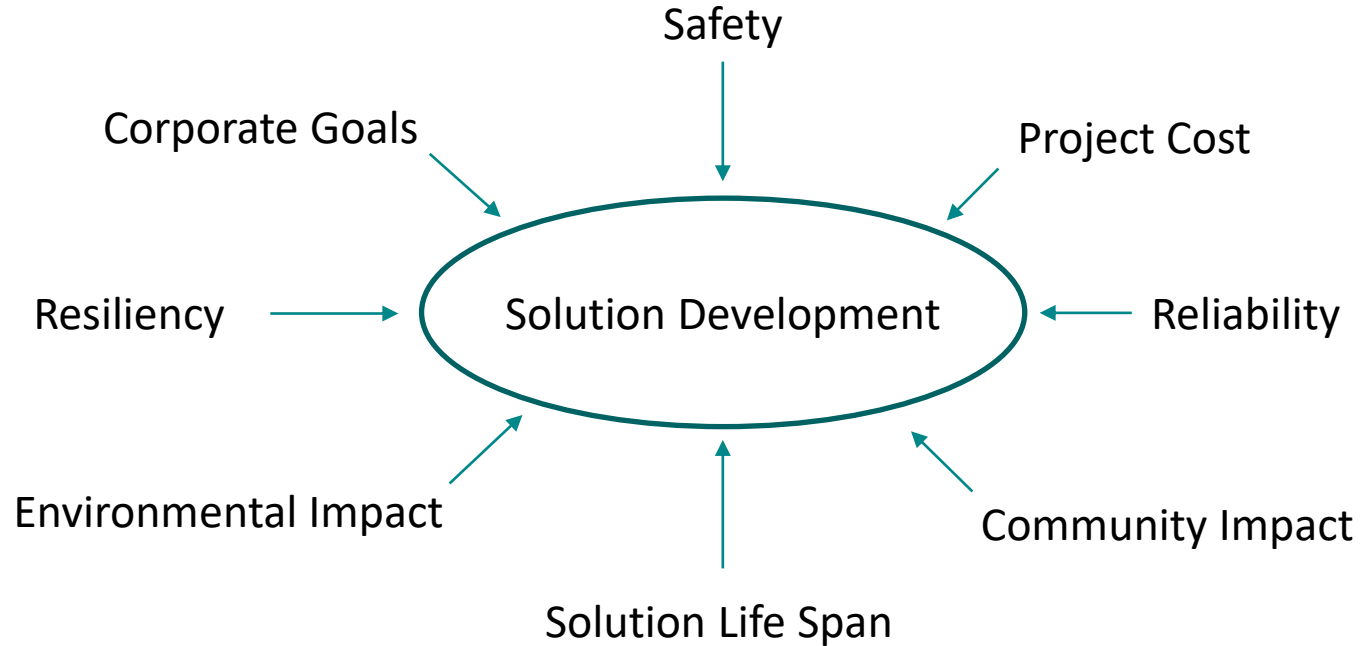 Safety
Corporate Goals
Project Cost
Resiliency
Solution Development
Reliability
Environmental Impact
Community Impact
Solution Life Span